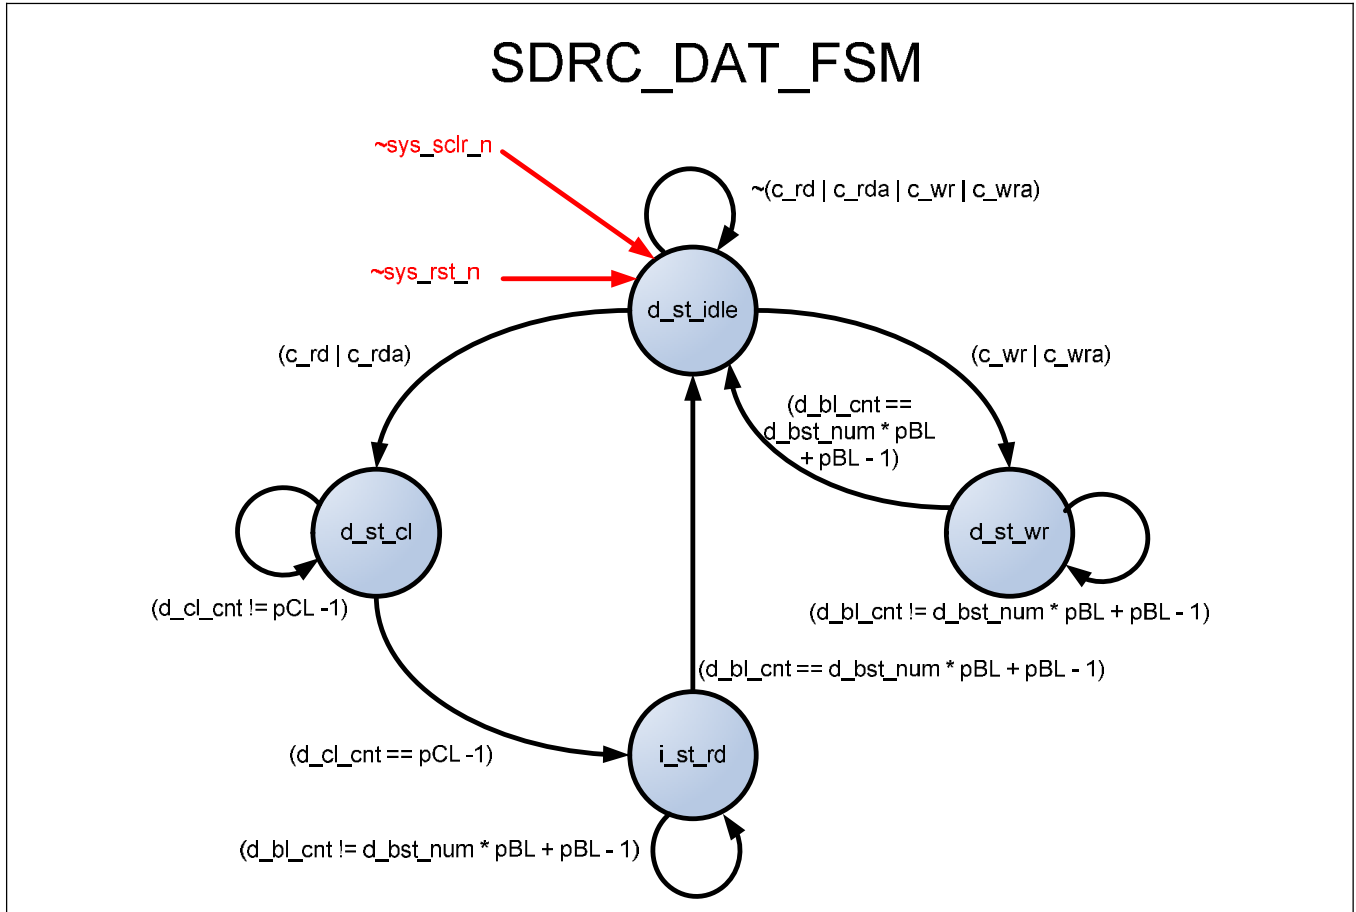 SDRC_DAT_FSM
~sys_sclr_n
~(c_rd | c_rda | c_wr | c_wra)
~sys_rst_n
d_st_idle
(c_rd | c_rda)
(c_wr | c_wra)
(d_bl_cnt ==
d_bst_num * pBL
+ pBL - 1)
d_st_cl
d_st_wr
(d_cl_cnt != pCL -1)
(d_bl_cnt != d_bst_num * pBL + pBL - 1)
(d_bl_cnt == d_bst_num * pBL + pBL - 1)
(d_cl_cnt == pCL -1)
i_st_rd
(d_bl_cnt != d_bst_num * pBL + pBL - 1)